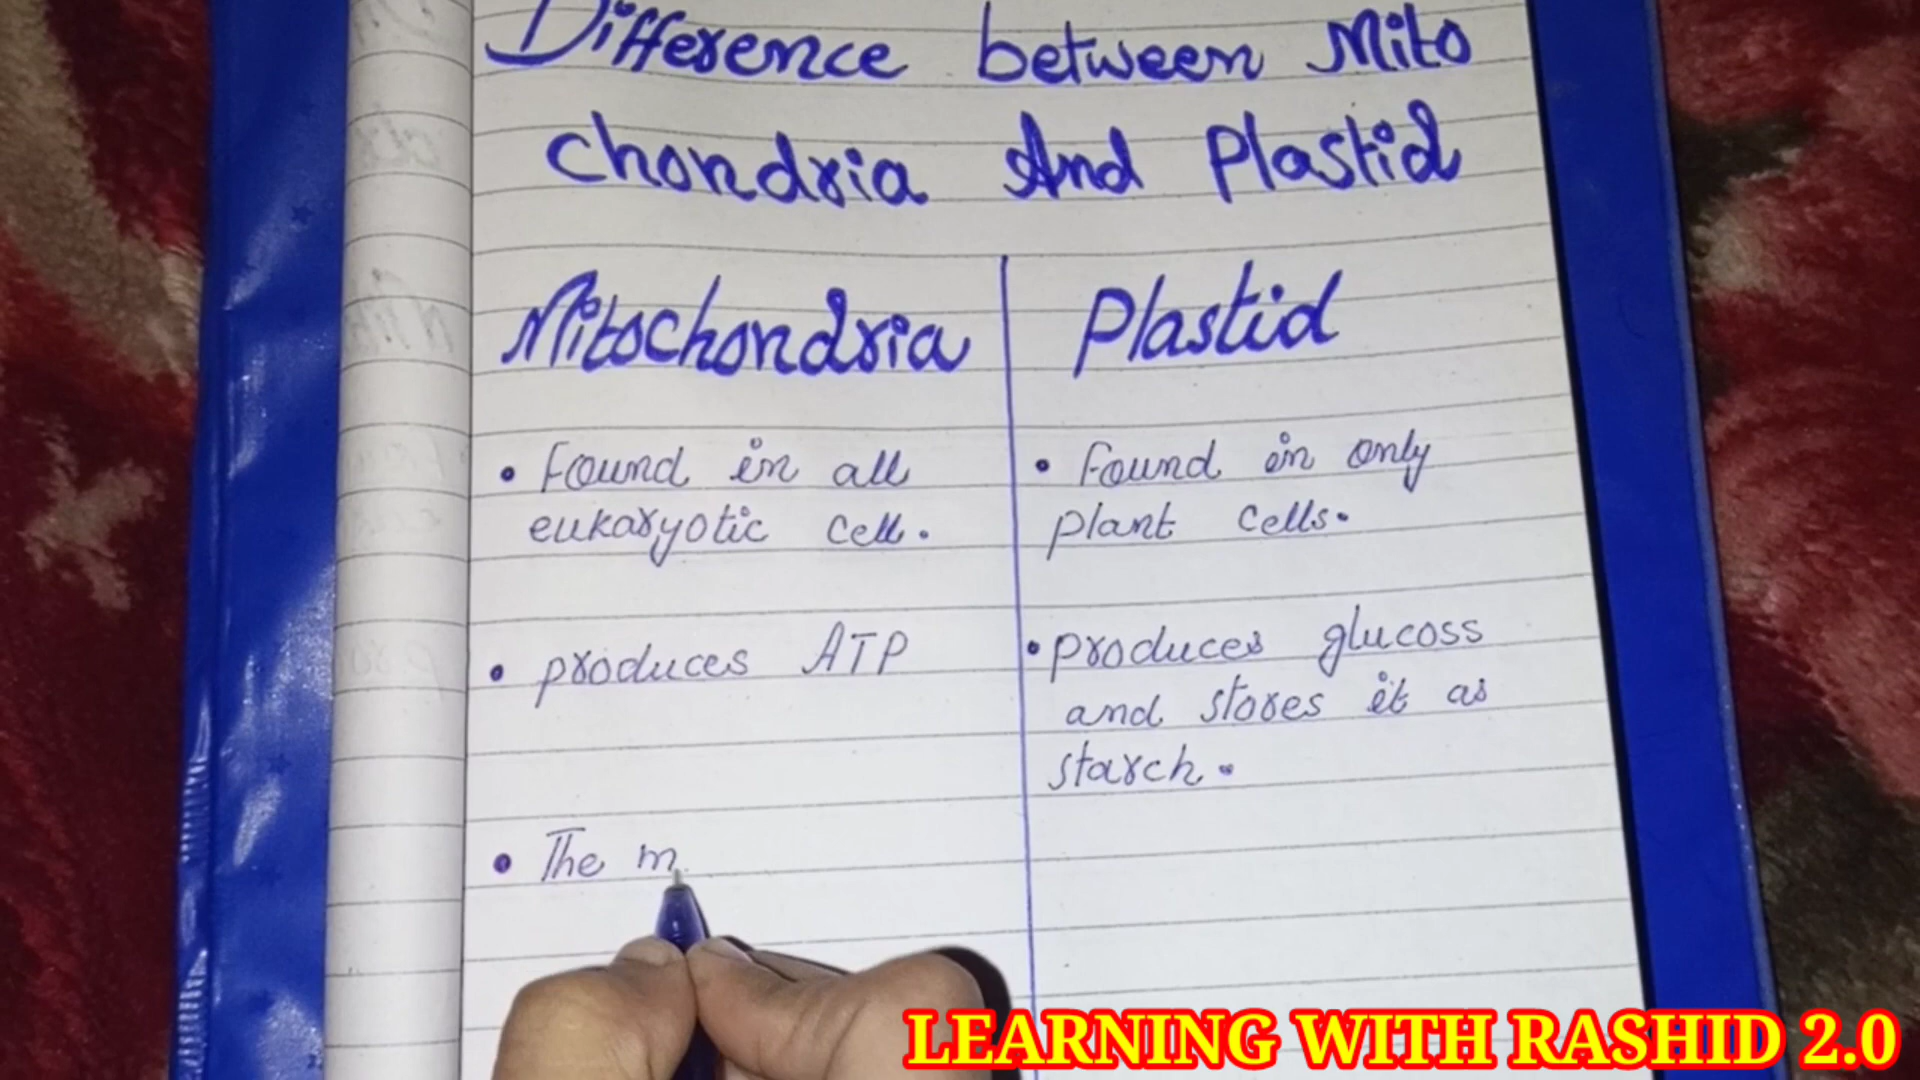 Difference between Mito
chondria And Plastid
Mitochondria
Plastid
• Found in all
eukaryotic cell.
• Found in only
plant cells.
• produces ATP
• produces glucoss
and stores it as
starch.
• The m
LEARNING WITH RASHID 2.0